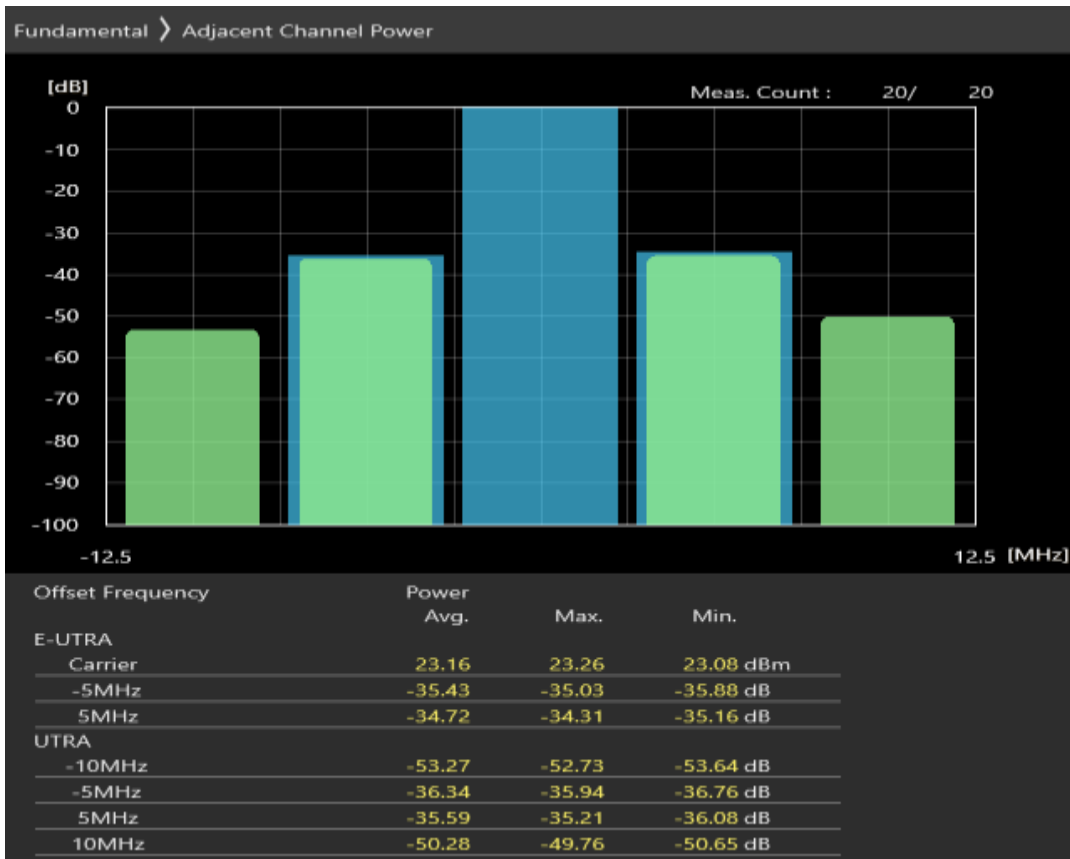 Fundamental 〉 Adjacent Channel Power
[dB]
Meas. Count : 20/ 20
0
-10
-20
-30
-40
-50
-60
-70
-80
-90
-100
-12.5 12.5 [MHz]
Offset Frequency Power
Avg. Max. Min.
E-UTRA
Carrier 23.16 23.26 23.08 dBm
-5MHz -35.43 -35.03 -35.88 dB
5MHz -34.72 -34.31 -35.16 dB
UTRA
-10MHz -53.27 -52.73 -53.64 dB
-5MHz -36.34 -35.94 -36.76 dB
5MHz -35.59 -35.21 -36.08 dB
10MHz -50.28 -49.76 -50.65 dB